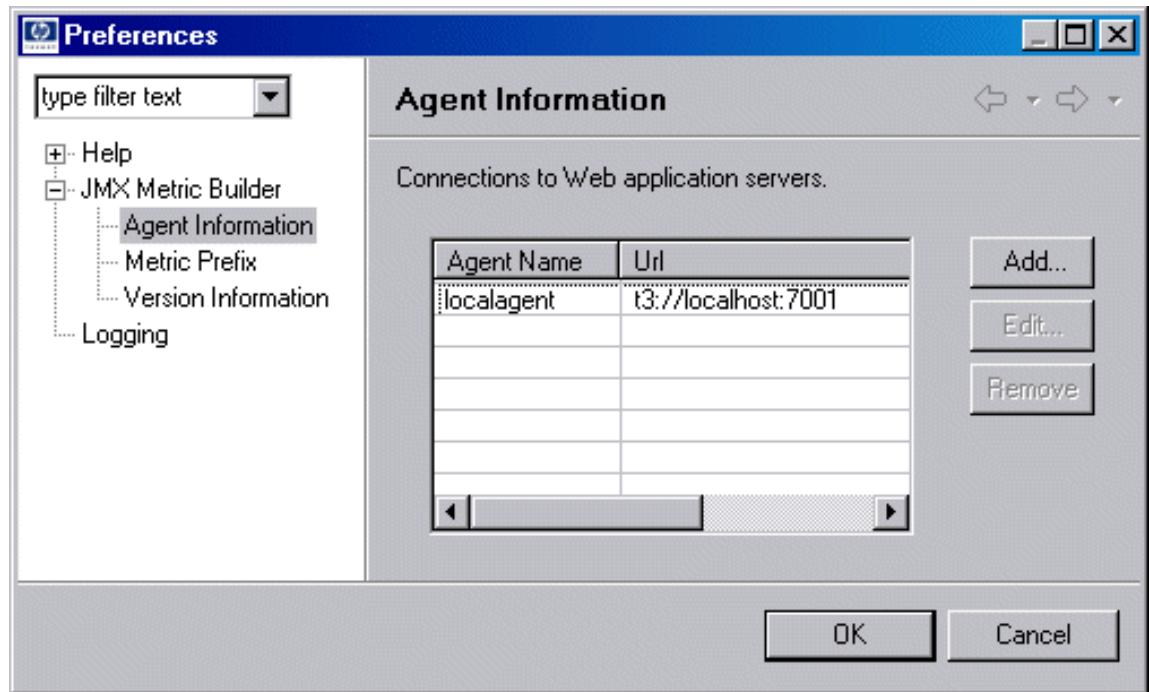 Preferences
type filter text
Help
JMX Metric Builder
Agent Information
Metric Prefix
Version Information
Logging
Agent Information
Connections to Web application servers.
Agent Name Url
localagent t3://localhost:7001
Add...
Edit...
Remove
OK Cancel